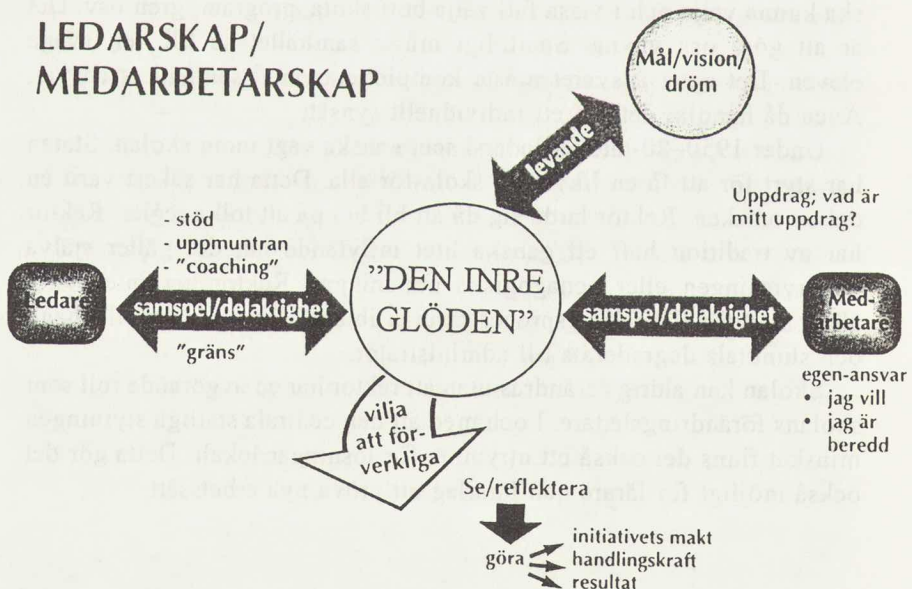 LEDARSKAP/
MEDARBETARSKAP
Mål/vision/
dröm
levande
Uppdrag; vad är
mitt uppdrag?
- stöd
- uppmuntran
- "coaching"
Ledare
samspel/delaktighet
"gräns"
"DEN INRE
GLÖDEN"
samspel/delaktighet
Med-
arbetare
egen-ansvar
• jag vill
• jag är
beredd
vilja
att för-
verkliga
Se/reflektera
göra
initiativets makt
handlingskraft
resultat